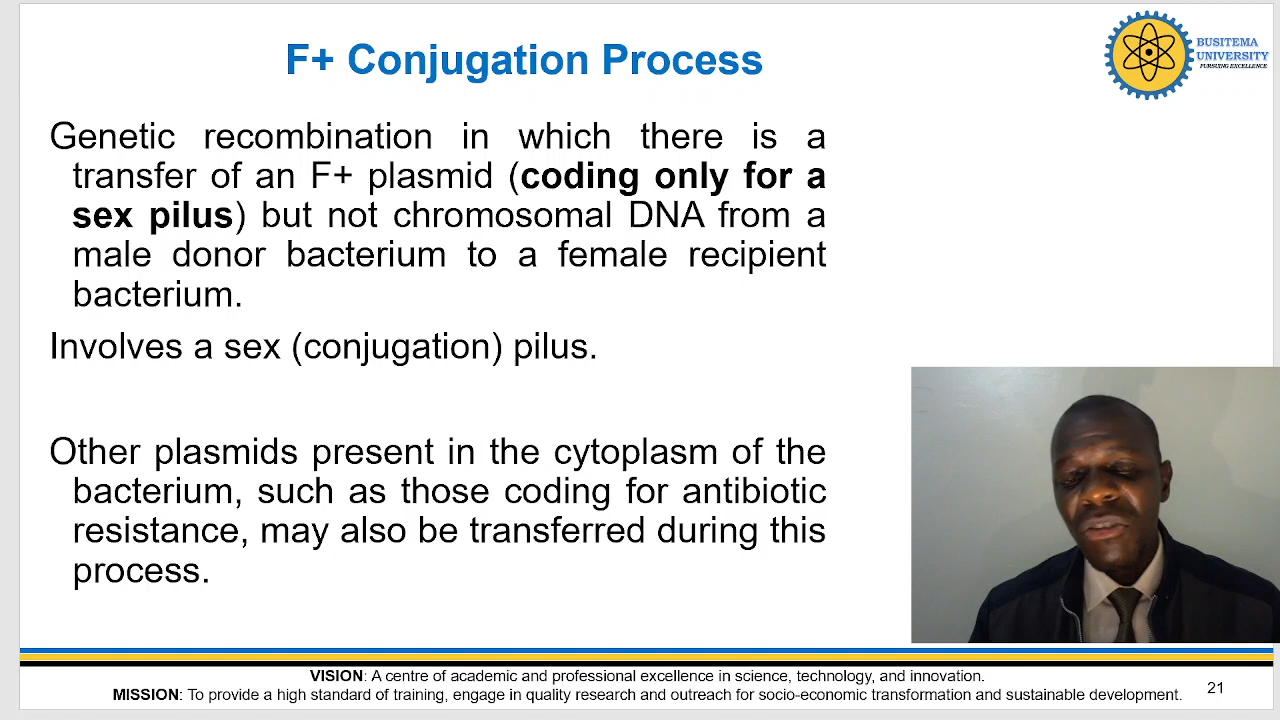 F+ Conjugation Process
BUSITEMA
UNIVERSITY
PURSUING EXCELLENCE
Genetic recombination in which there is a
transfer of an F+ plasmid (coding only for a
sex pilus) but not chromosomal DNA from a
male donor bacterium to a female recipient
bacterium.
Involves a sex (conjugation) pilus.
Other plasmids present in the cytoplasm of the
bacterium, such as those coding for antibiotic
resistance, may also be transferred during this
process.
VISION: A centre of academic and professional excellence in science, technology, and innovation.
MISSION: To provide a high standard of training, engage in quality research and outreach for socio-economic transformation and sustainable development.
21